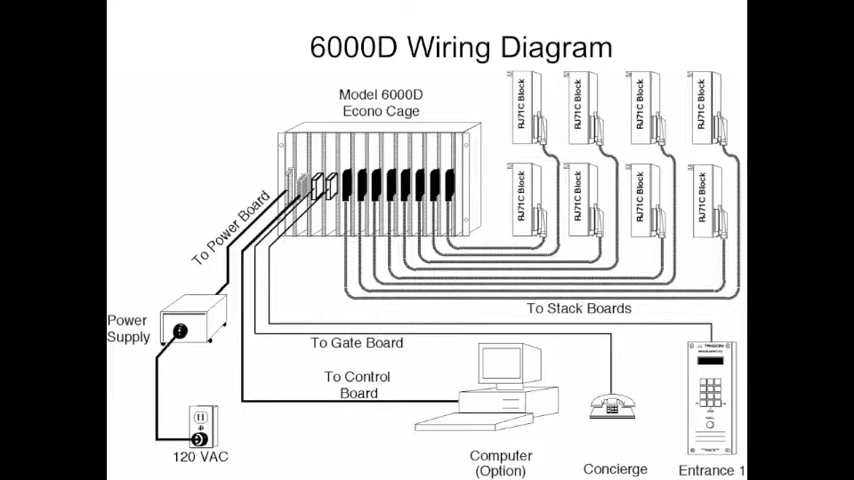 6000D Wiring Diagram
Model 6000D
Econo Cage
RJ71C Block
RJ71C Block
RJ71C Block
RJ71C Block
RJ71C Block
RJ71C Block
RJ71C Block
RJ71C Block
To Power Board
To Stack Boards
Power
Supply
To Gate Board
To Control
Board
120 VAC
Computer
(Option)
Concierge
Entrance 1